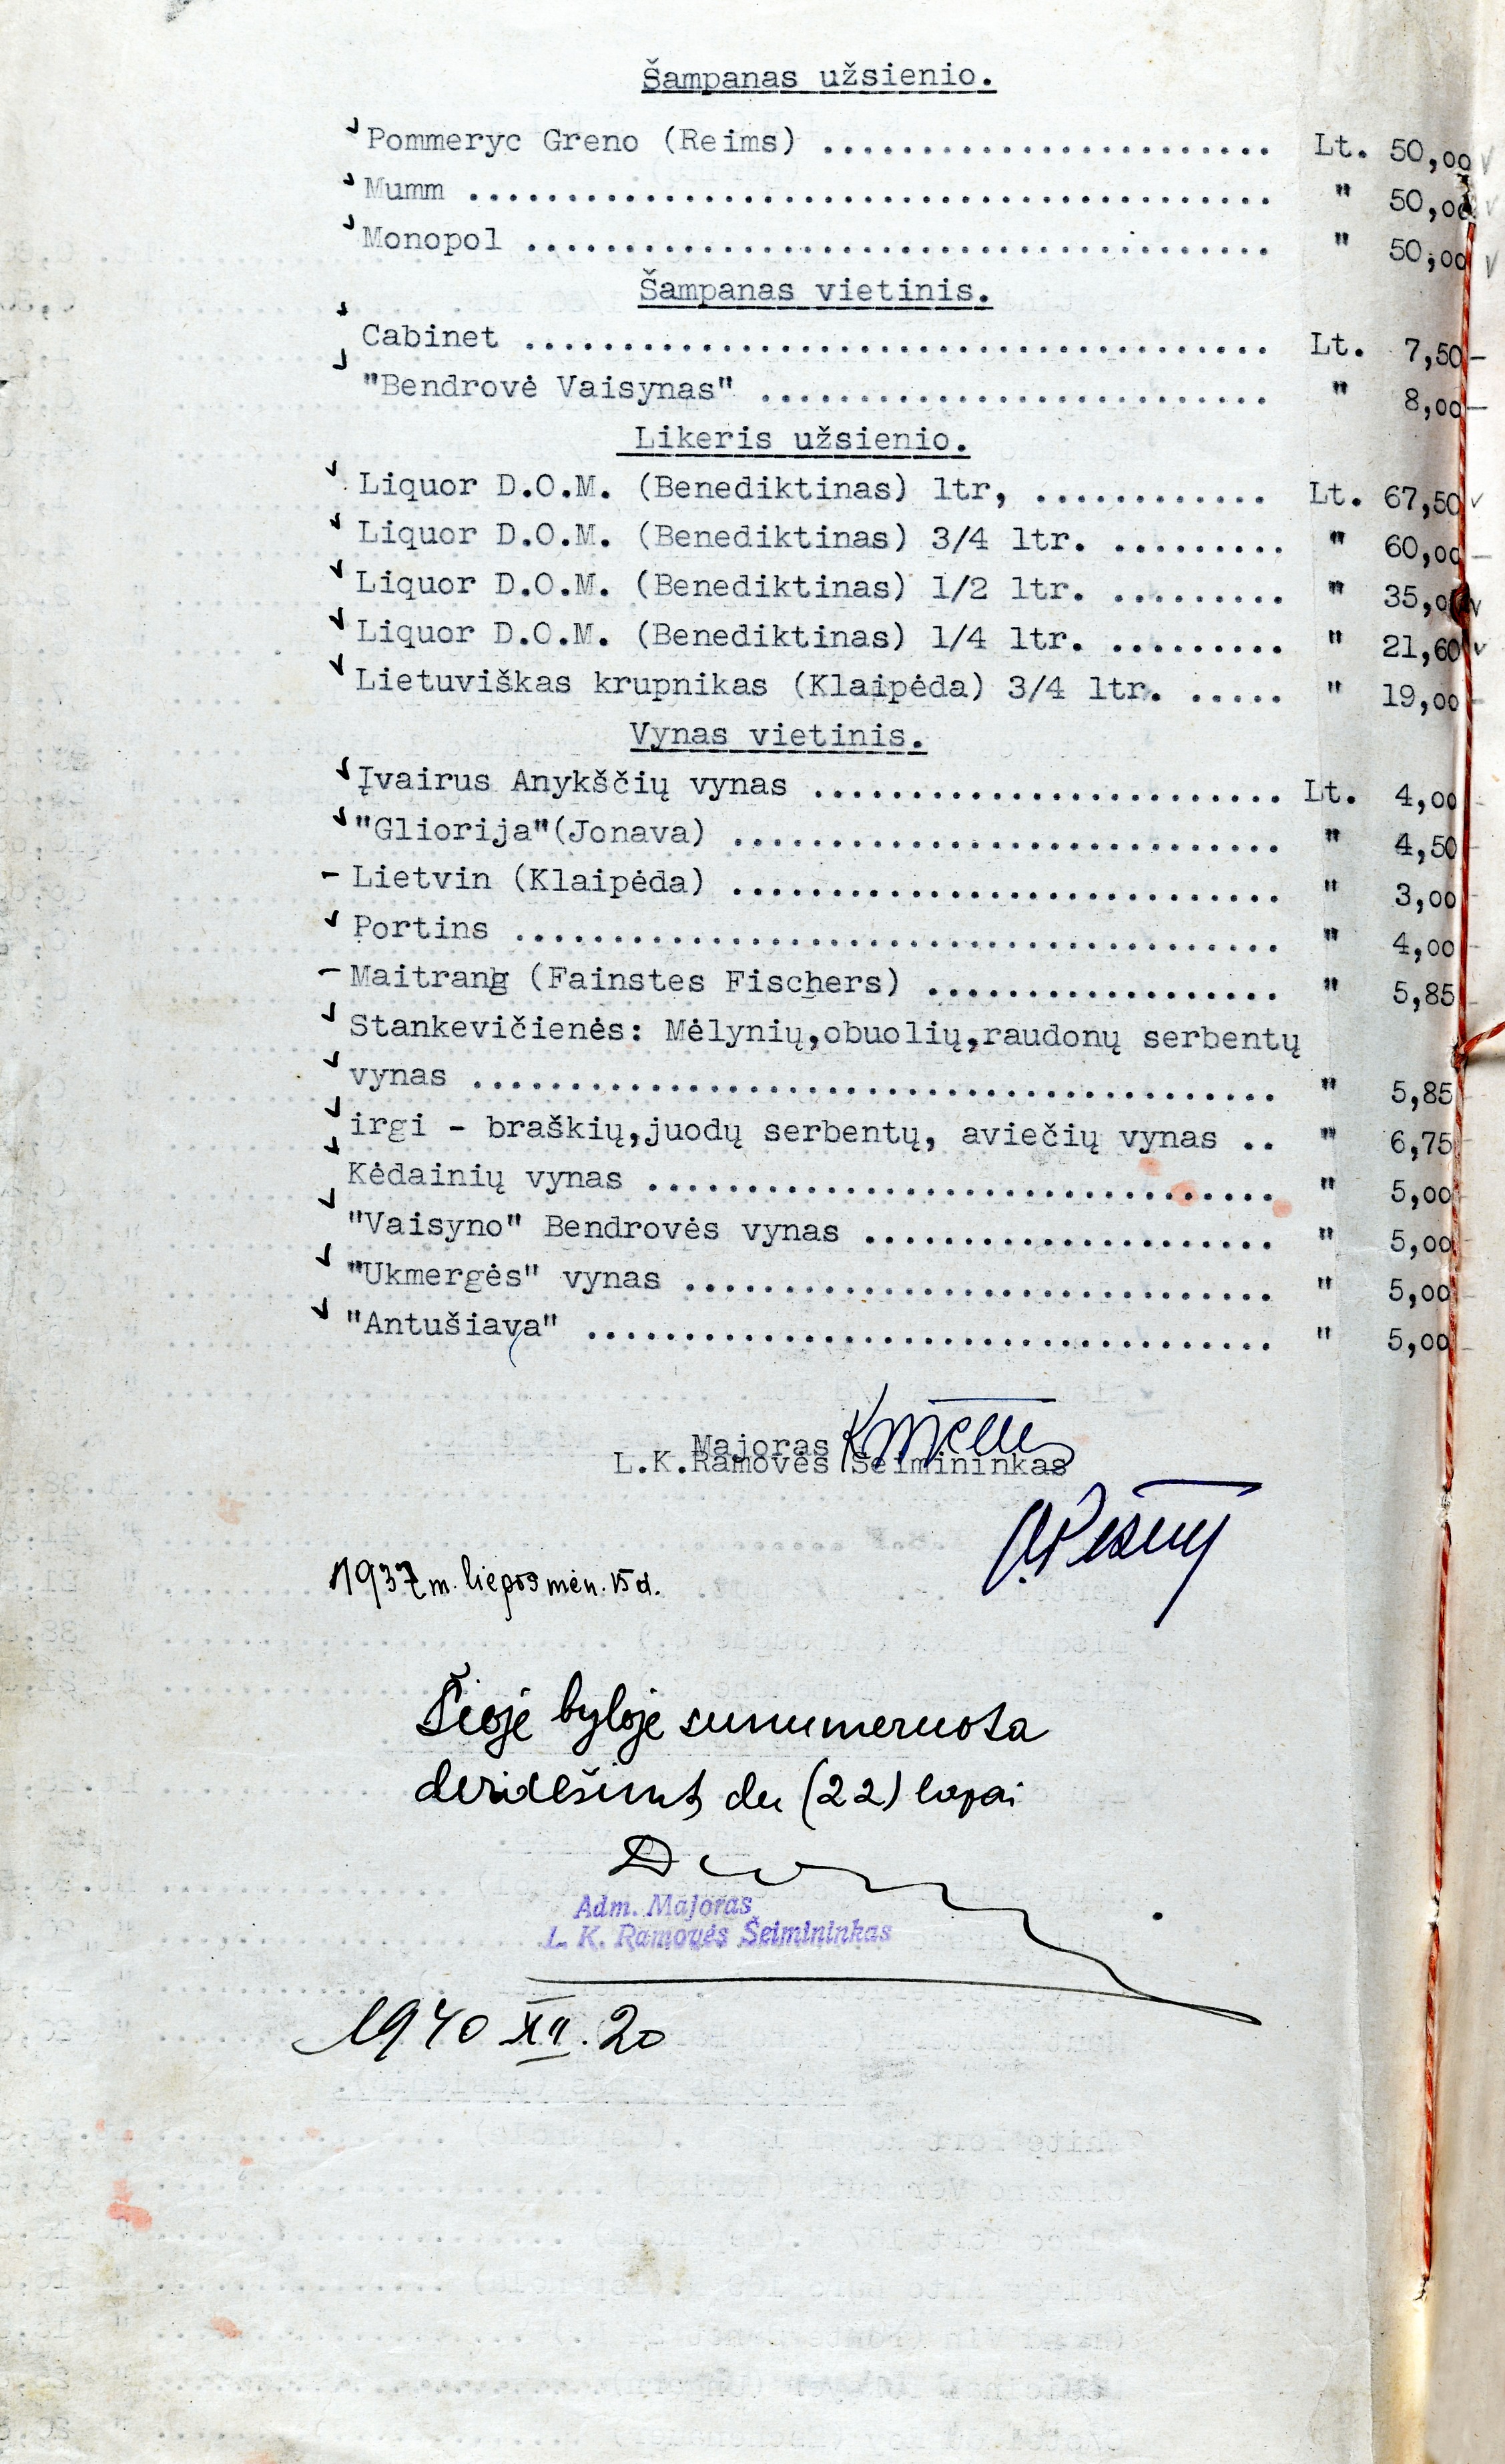 Šampanas užsienio.
Pommeryc Greno (Reims) ........................ Lt. 50,00
Mumm ......................................... " 50,00
Monopol ...................................... " 50,00
Šampanas vietinis.
Cabinet ...................................... Lt. 7,50
"Bendrovė Vaisynas" .......................... " 8,00
Likeris užsienio.
Liquor D.O.M. (Benediktinas) ltr, ............ Lt. 67,50
Liquor D.O.M. (Benediktinas) 3/4 ltr. ......... " 60,00
Liquor D.O.M. (Benediktinas) 1/2 ltr. ......... " 35,00
Liquor D.O.M. (Benediktinas) 1/4 ltr. ......... " 21,60
Lietuviškas krupnikas (Klaipėda) 3/4 ltr. ..... " 19,00
Vynas vietinis.
Įvairus Anykščių vynas ........................ Lt. 4,00
"Gliorija"(Jonava) ............................ " 4,50
Lietvin (Klaipėda) ............................ " 3,00
Portins ....................................... " 4,00
Maitrang (Fainstes Fischers) .................. " 5,85
Stankevičienės: Mėlynių,obuolių,raudonų serbentų
vynas ......................................... " 5,85
irgi - braškių,juodų serbentų, aviečių vynas .. " 6,75
Kėdainių vynas ................................ " 5,00
"Vaisyno" Bendrovės vynas ..................... " 5,00
"Ukmergės" vynas .............................. " 5,00
"Antušiava" ................................... " 5,00
Majoras
L.K.Ramovės Šeimininkas
1937 m. liepos mėn. 15 d.
Šioje byloje sunumeruota
dvidešimts du (22) lapai
Adm. Majoras
L. K. Ramovės Šeimininkas
1940 XII. 20